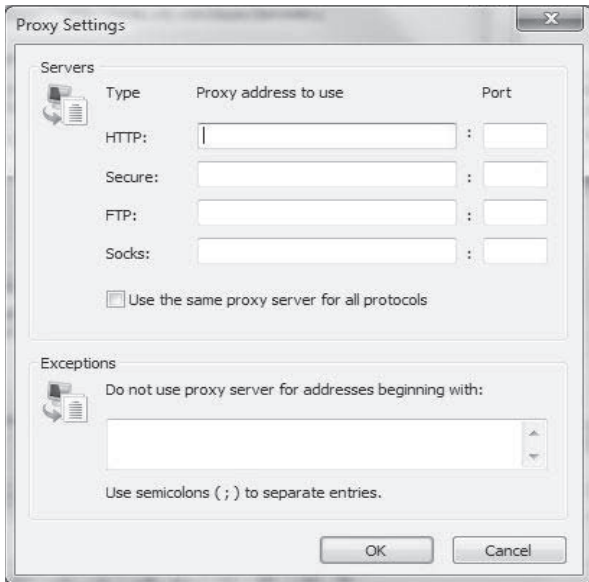 Proxy Settings
Servers
Type Proxy address to use Port
HTTP: :
Secure: :
FTP: :
Socks: :
Use the same proxy server for all protocols
Exceptions
Do not use proxy server for addresses beginning with:
Use semicolons ( ; ) to separate entries.
OK Cancel